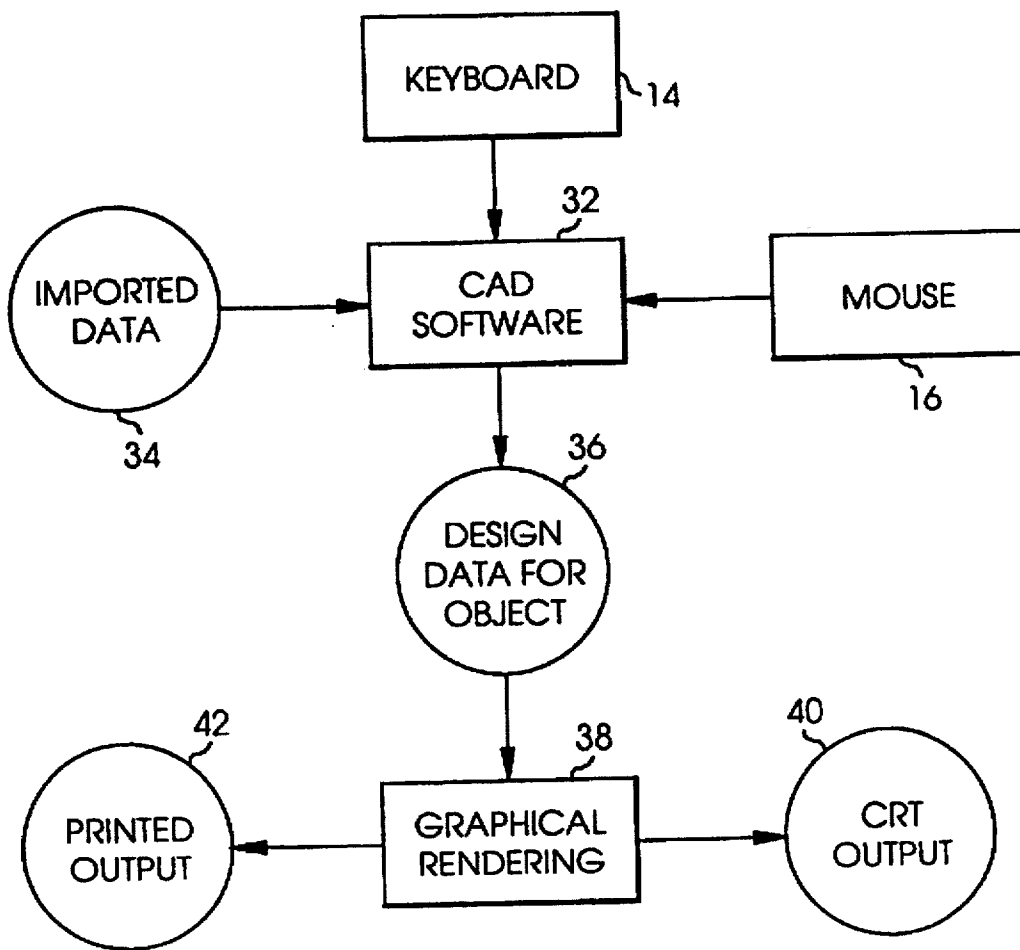 KEYBOARD
14
32
IMPORTED
DATA
34
CAD
SOFTWARE
MOUSE
16
36
DESIGN
DATA FOR
OBJECT
42
PRINTED
OUTPUT
38
GRAPHICAL
RENDERING
40
CRT
OUTPUT